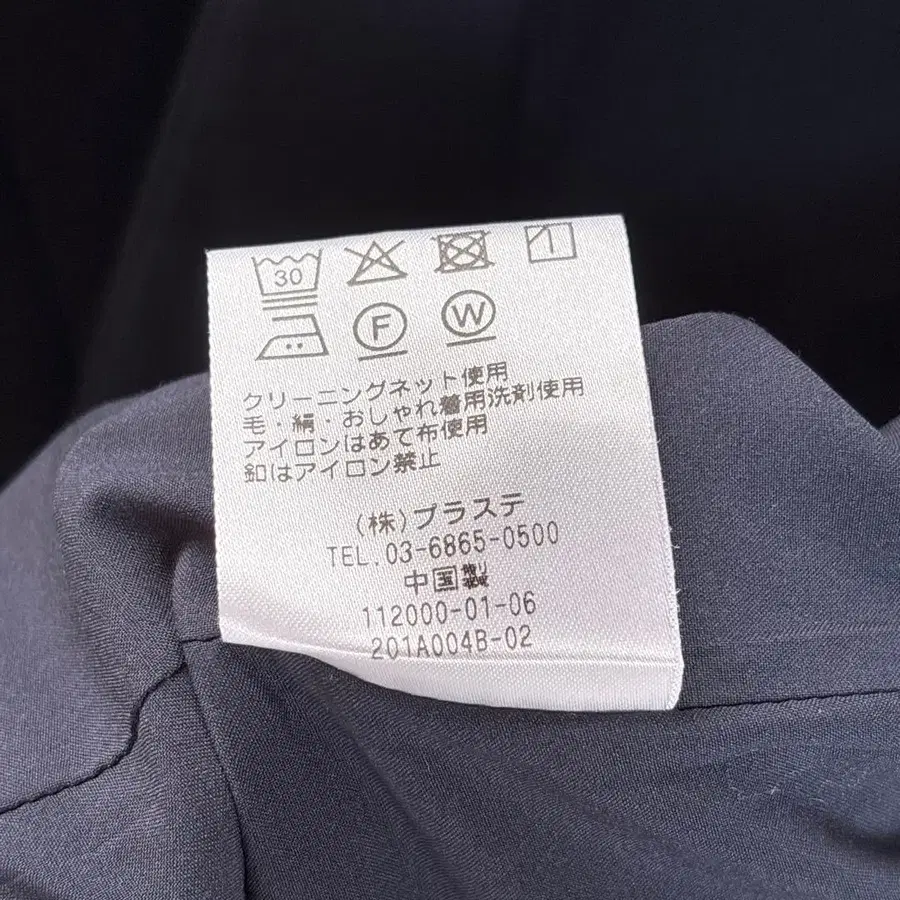 30
F W
クリーニングネット使用
毛・絹・おしゃれ着用洗剤使用
アイロンはあて布使用
釦はアイロン禁止
(株)プラステ
TEL.03-6865-0500
中国製
112000-01-06
201A004B-02